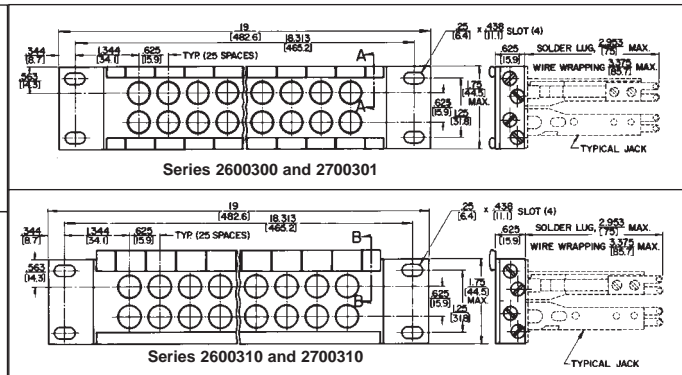 19
[482.6]
18.313
[465.2]
.344
[8.7]
1.344
[34.1]
.625
[15.9]
TYP. (25 SPACES)
A
.25 x .438 SLOT (4)
[6.4] [11.1]
.563
[14.3]
A
.625
[15.9]
1.25
[31.8]
1.75
[44.5]
MAX.
.625
[15.9]
SOLDER LUG, 2.953 MAX.
[75]
WIRE WRAPPING 3.375 MAX.
[85.7]
TYPICAL JACK
Series 2600300 and 2700301
19
[482.6]
18.313
[465.2]
.344
[8.7]
1.344
[34.1]
.625
[15.9]
TYP. (25 SPACES)
B
.25 x .438 SLOT (4)
[6.4] [11.1]
.563
[14.3]
B
.625
[15.9]
1.25
[31.8]
1.75
[44.5]
MAX.
.625
[15.9]
SOLDER LUG, 2.953 MAX.
[75]
WIRE WRAPPING 3.375 MAX.
[85.7]
TYPICAL JACK
Series 2600310 and 2700310